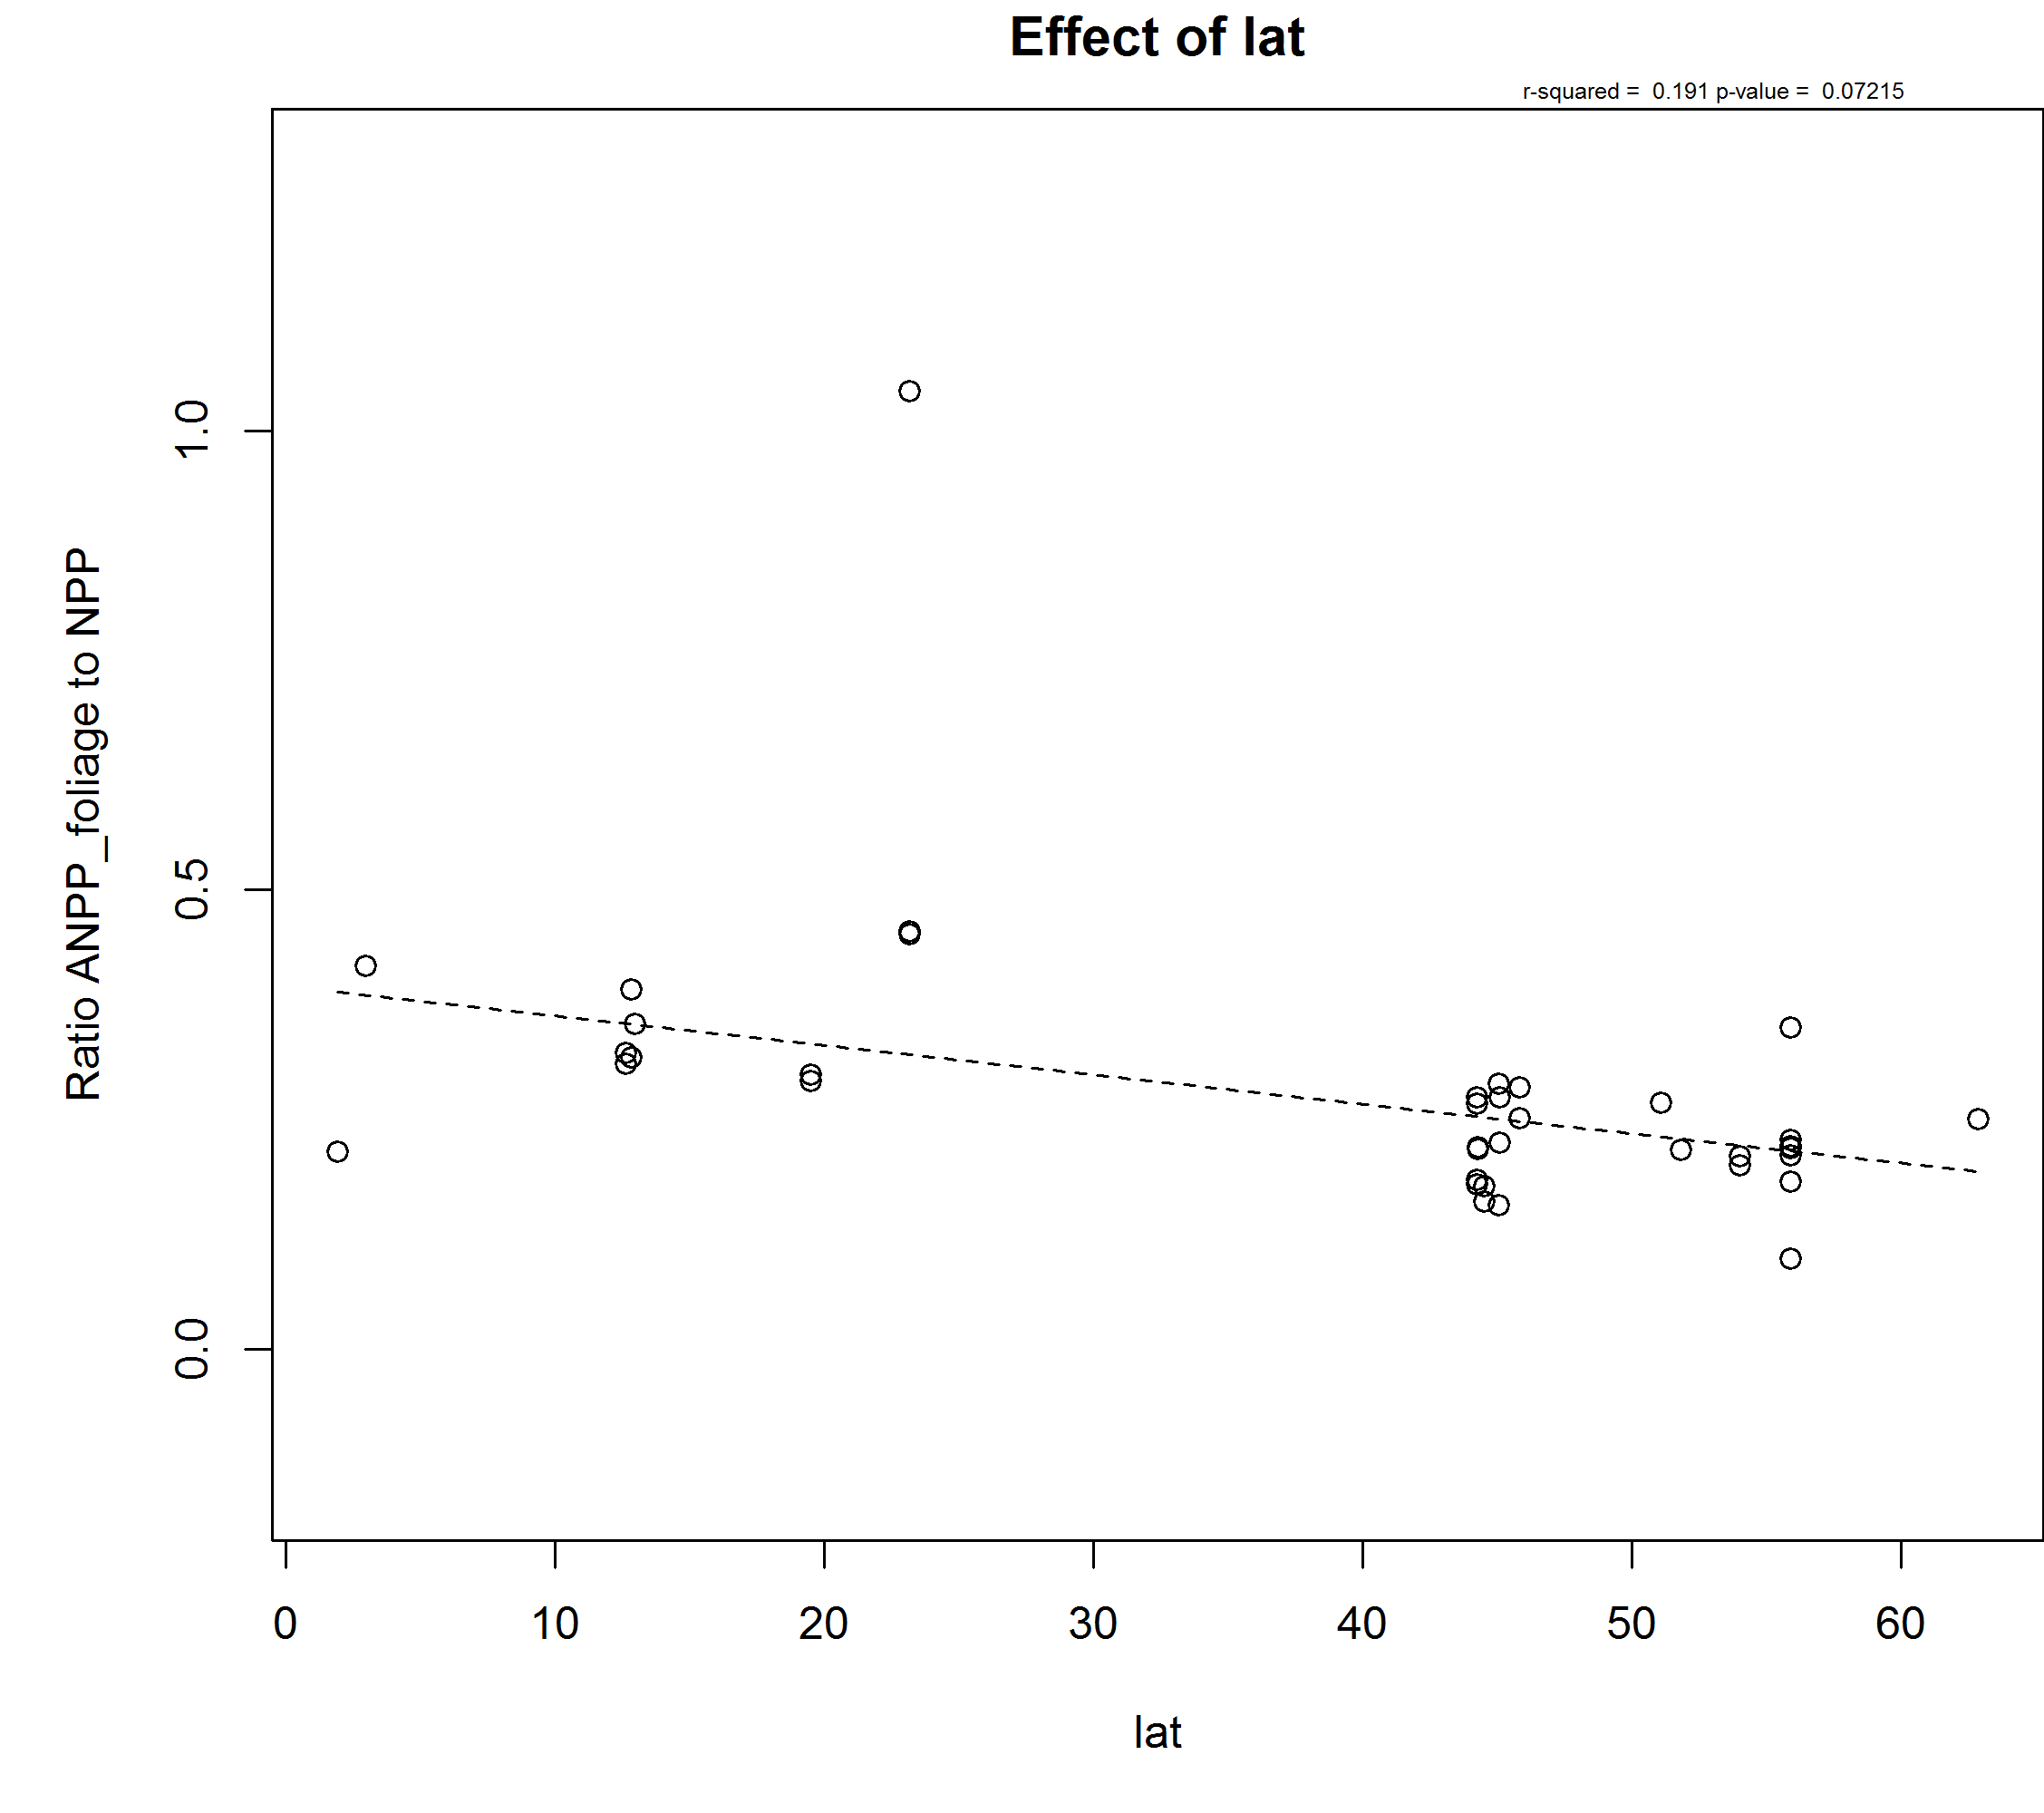 Effect of lat
r-squared = 0.191 p-value = 0.07215
Ratio ANPP_foliage to NPP
1.0
0.5
0.0
0 10 20 30 40 50 60
lat